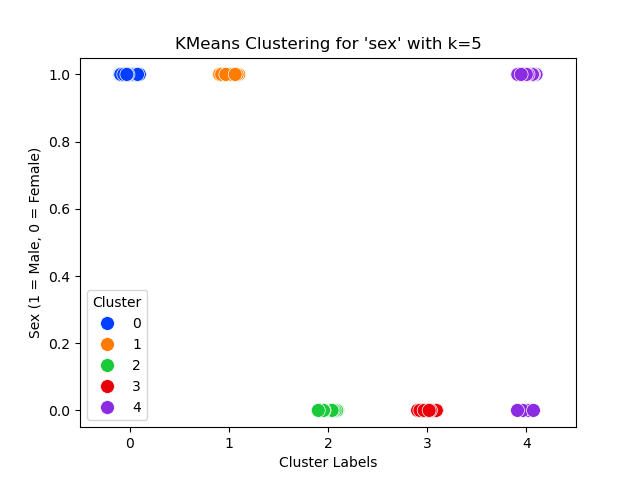 KMeans Clustering for 'sex' with k=5
Sex (1 = Male, 0 = Female)
1.0
0.8
0.6
0.4
0.2
0.0
Cluster
0
1
2
3
4
0 1 2 3 4
Cluster Labels